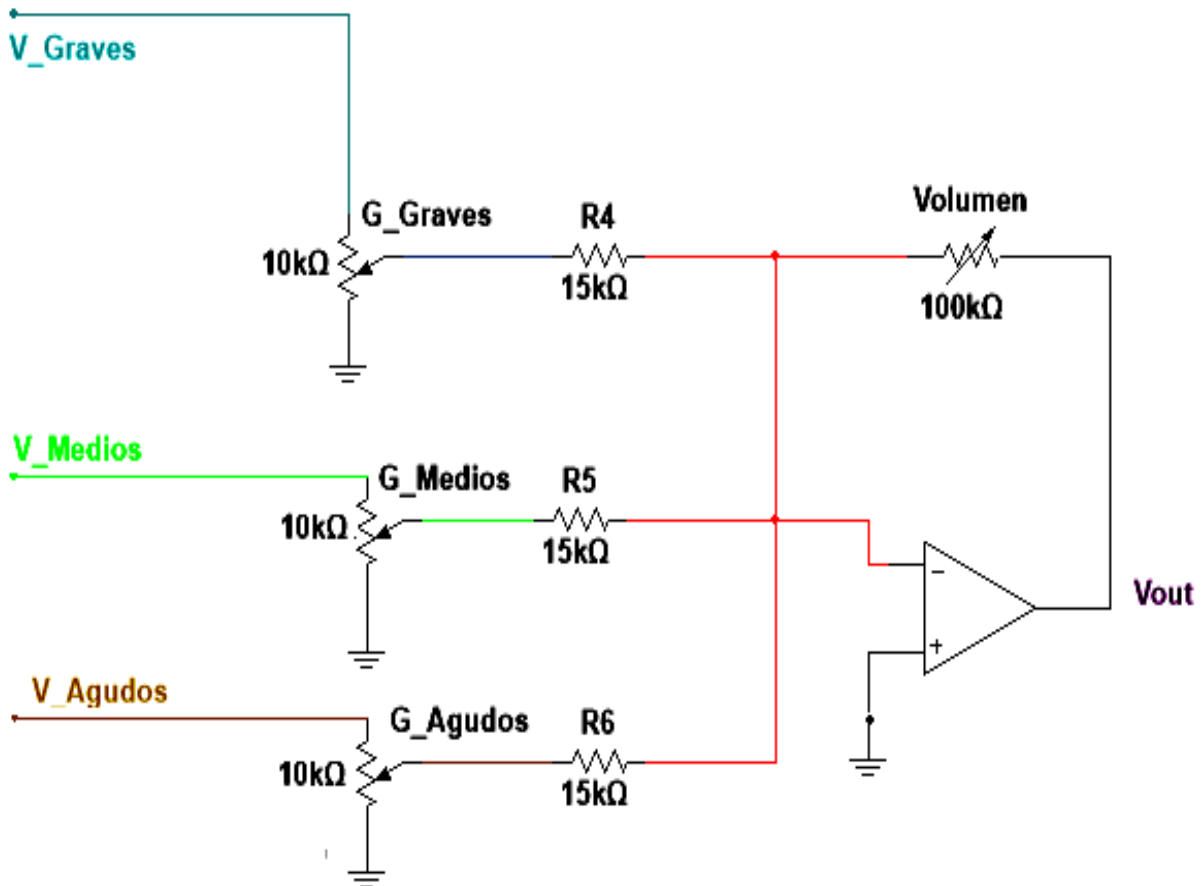 V_Graves
G_Graves
R4
Volumen
10kΩ
15kΩ
100kΩ
V_Medios
G_Medios
R5
10kΩ
15kΩ
−
Vout
+
V_Agudos
G_Agudos
R6
10kΩ
15kΩ